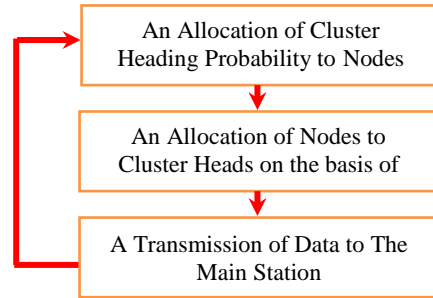 An Allocation of Cluster
Heading Probability to Nodes
An Allocation of Nodes to
Cluster Heads on the basis of
A Transmission of Data to The
Main Station